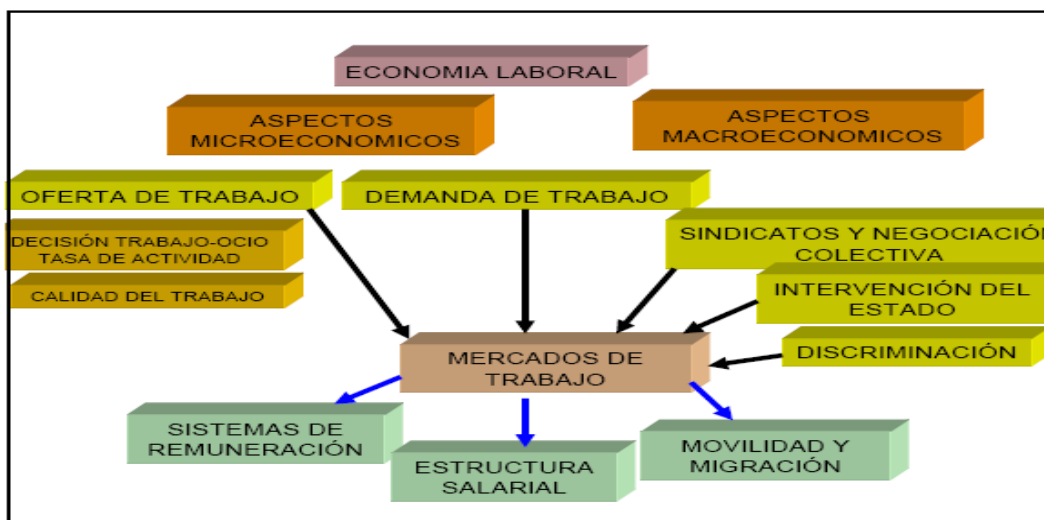 ECONOMIA LABORAL
ASPECTOS
MICROECONOMICOS
ASPECTOS
MACROECONOMICOS
OFERTA DE TRABAJO
DEMANDA DE TRABAJO
DECISIÓN TRABAJO-OCIO
TASA DE ACTIVIDAD
CALIDAD DEL TRABAJO
SINDICATOS Y NEGOCIACIÓN
COLECTIVA
INTERVENCIÓN DEL
ESTADO
DISCRIMINACIÓN
MERCADOS DE
TRABAJO
SISTEMAS DE
REMUNERACIÓN
ESTRUCTURA
SALARIAL
MOVILIDAD Y
MIGRACIÓN